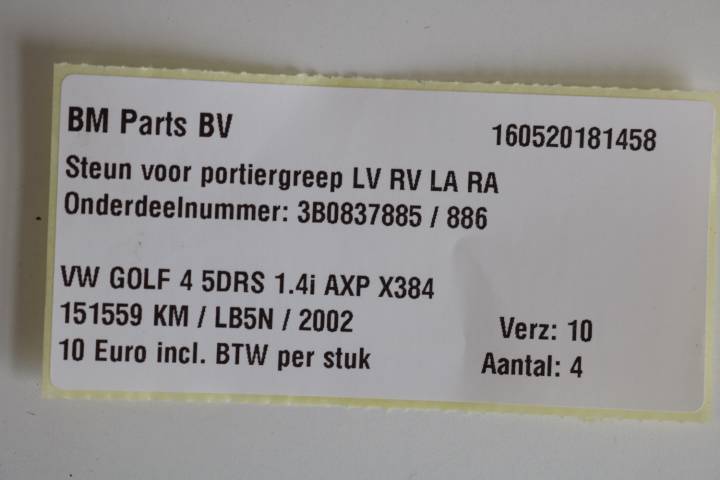 BM Parts BV 160520181458
Steun voor portiergreep LV RV LA RA
Onderdeelnummer: 3B0837885 / 886
VW GOLF 4 5DRS 1.4i AXP X384
151559 KM / LB5N / 2002 Verz: 10
10 Euro incl. BTW per stuk Aantal: 4